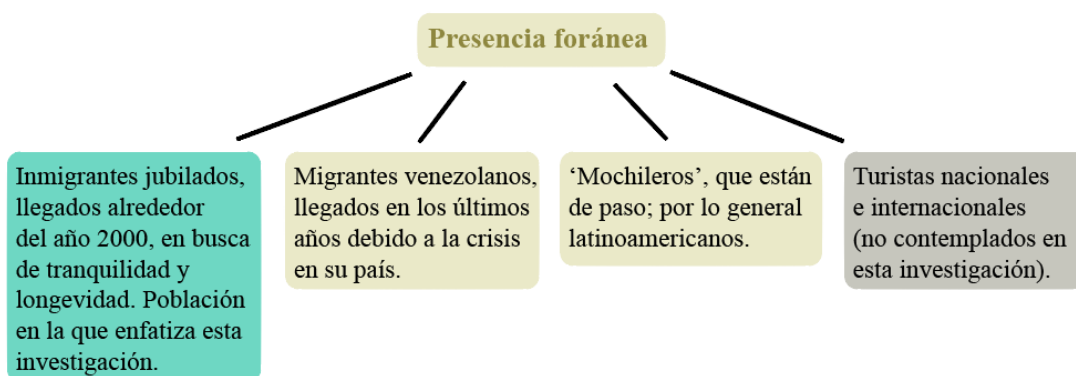 Presencia foránea
Inmigrantes jubilados,
llegados alrededor
del año 2000, en busca
de tranquilidad y
longevidad. Población
en la que enfatiza esta
investigación.
Migrantes venezolanos,
llegados en los últimos
años debido a la crisis
en su país.
‘Mochileros’, que están
de paso; por lo general
latinoamericanos.
Turistas nacionales
e internacionales
(no contemplados en
esta investigación).